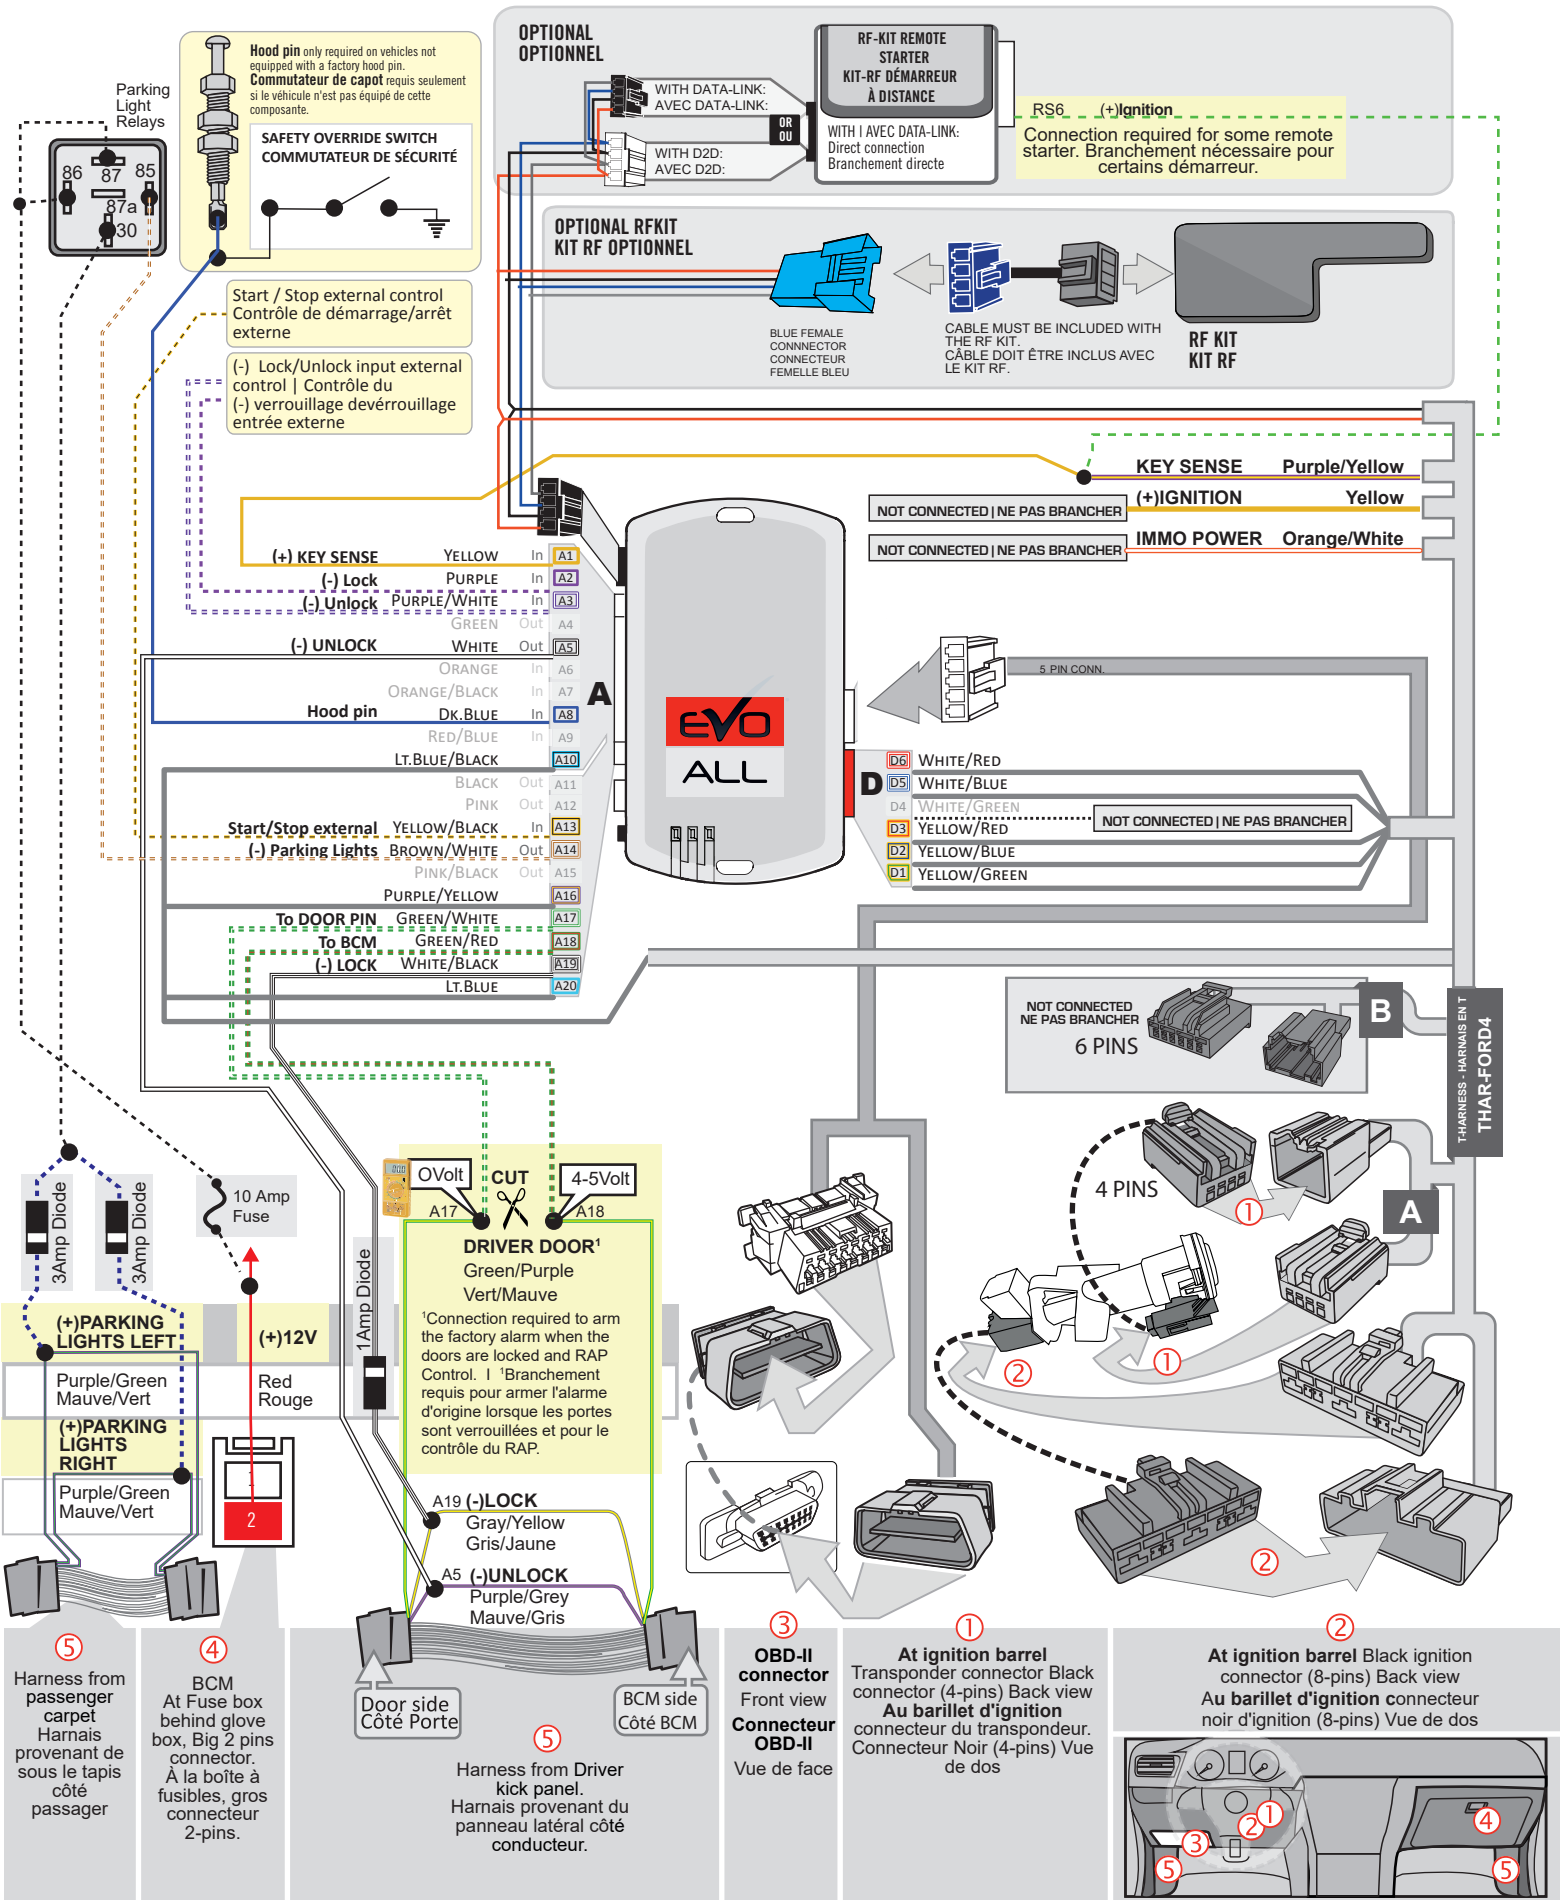 OPTIONAL
OPTIONNEL
RF-KIT REMOTE
STARTER
KIT-RF DÉMARREUR
À DISTANCE
WITH DATA-LINK:
AVEC DATA-LINK:
OR
OU
WITH D2D:
AVEC D2D:
WITH I AVEC DATA-LINK:
Direct connection
Branchement directe
RS6 (+)Ignition
Connection required for some remote
starter. Branchement nécessaire pour
certains démarreur.
Hood pin only required on vehicles not
equipped with a factory hood pin.
Commutateur de capot requis seulement
si le véhicule n'est pas équipé de cette
composante.
SAFETY OVERRIDE SWITCH
COMMUTATEUR DE SÉCURITÉ
Parking
Light
Relays
86
87
85
87a
30
OPTIONAL RFKIT
KIT RF OPTIONNEL
BLUE FEMALE
CONNNECTOR
CONNECTEUR
FEMELLE BLEU
CABLE MUST BE INCLUDED WITH
THE RF KIT.
CÂBLE DOIT ÊTRE INCLUS AVEC
LE KIT RF.
RF KIT
KIT RF
Start / Stop external control
Contrôle de démarrage/arrêt
externe
(-) Lock/Unlock input external
control | Contrôle du
(-) verrouillage devérrouillage
entrée externe
KEY SENSE Purple/Yellow
NOT CONNECTED | NE PAS BRANCHER (+)IGNITION Yellow
NOT CONNECTED | NE PAS BRANCHER IMMO POWER Orange/White
(+) KEY SENSE YELLOW In A1
(-) Lock PURPLE In A2
(-) Unlock PURPLE/WHITE In A3
GREEN Out A4
(-) UNLOCK WHITE Out A5
ORANGE In A6
ORANGE/BLACK In A7
Hood pin DK.BLUE In A8
RED/BLUE In A9
LT.BLUE/BLACK A10
BLACK Out A11
PINK Out A12
Start/Stop external YELLOW/BLACK In A13
(-) Parking Lights BROWN/WHITE Out A14
PINK/BLACK Out A15
PURPLE/YELLOW A16
To DOOR PIN GREEN/WHITE A17
To BCM GREEN/RED A18
(-) LOCK WHITE/BLACK A19
LT.BLUE A20
A
EVO
ALL
5 PIN CONN.
D
D6 WHITE/RED
D5 WHITE/BLUE
D4 WHITE/GREEN
NOT CONNECTED | NE PAS BRANCHER
D3 YELLOW/RED
D2 YELLOW/BLUE
D1 YELLOW/GREEN
NOT CONNECTED
NE PAS BRANCHER
6 PINS
B
T-HARNESS - HARNAIS EN T
THAR-FORD4
4 PINS
1
A
1
2
2
3Amp Diode
3Amp Diode
10 Amp
Fuse
1Amp Diode
0Volt
CUT
4-5Volt
A17
A18
DRIVER DOOR1
Green/Purple
Vert/Mauve
1Connection required to arm
the factory alarm when the
doors are locked and RAP
Control. I 1Branchement
requis pour armer l'alarme
d'origine lorsque les portes
sont verrouillées et pour le
contrôle du RAP.
(+)PARKING
LIGHTS LEFT
Purple/Green
Mauve/Vert
(+)PARKING
LIGHTS
RIGHT
Purple/Green
Mauve/Vert
(+)12V
Red
Rouge
1
2
A19 (-)LOCK
Gray/Yellow
Gris/Jaune
A5 (-)UNLOCK
Purple/Grey
Mauve/Gris
Door side
Côté Porte
BCM side
Côté BCM
5
Harness from
passenger
carpet
Harnais
provenant de
sous le tapis
côté
passager
4
BCM
At Fuse box
behind glove
box, Big 2 pins
connector.
À la boîte à
fusibles, gros
connecteur
2-pins.
5
Harness from Driver
kick panel.
Harnais provenant du
panneau latéral côté
conducteur.
3
OBD-II
connector
Front view
Connecteur
OBD-II
Vue de face
1
At ignition barrel
Transponder connector Black
connector (4-pins) Back view
Au barillet d'ignition
connecteur du transpondeur.
Connecteur Noir (4-pins) Vue
de dos
2
At ignition barrel Black ignition
connector (8-pins) Back view
Au barillet d'ignition connecteur
noir d'ignition (8-pins) Vue de dos
1
2
3
4
5
5